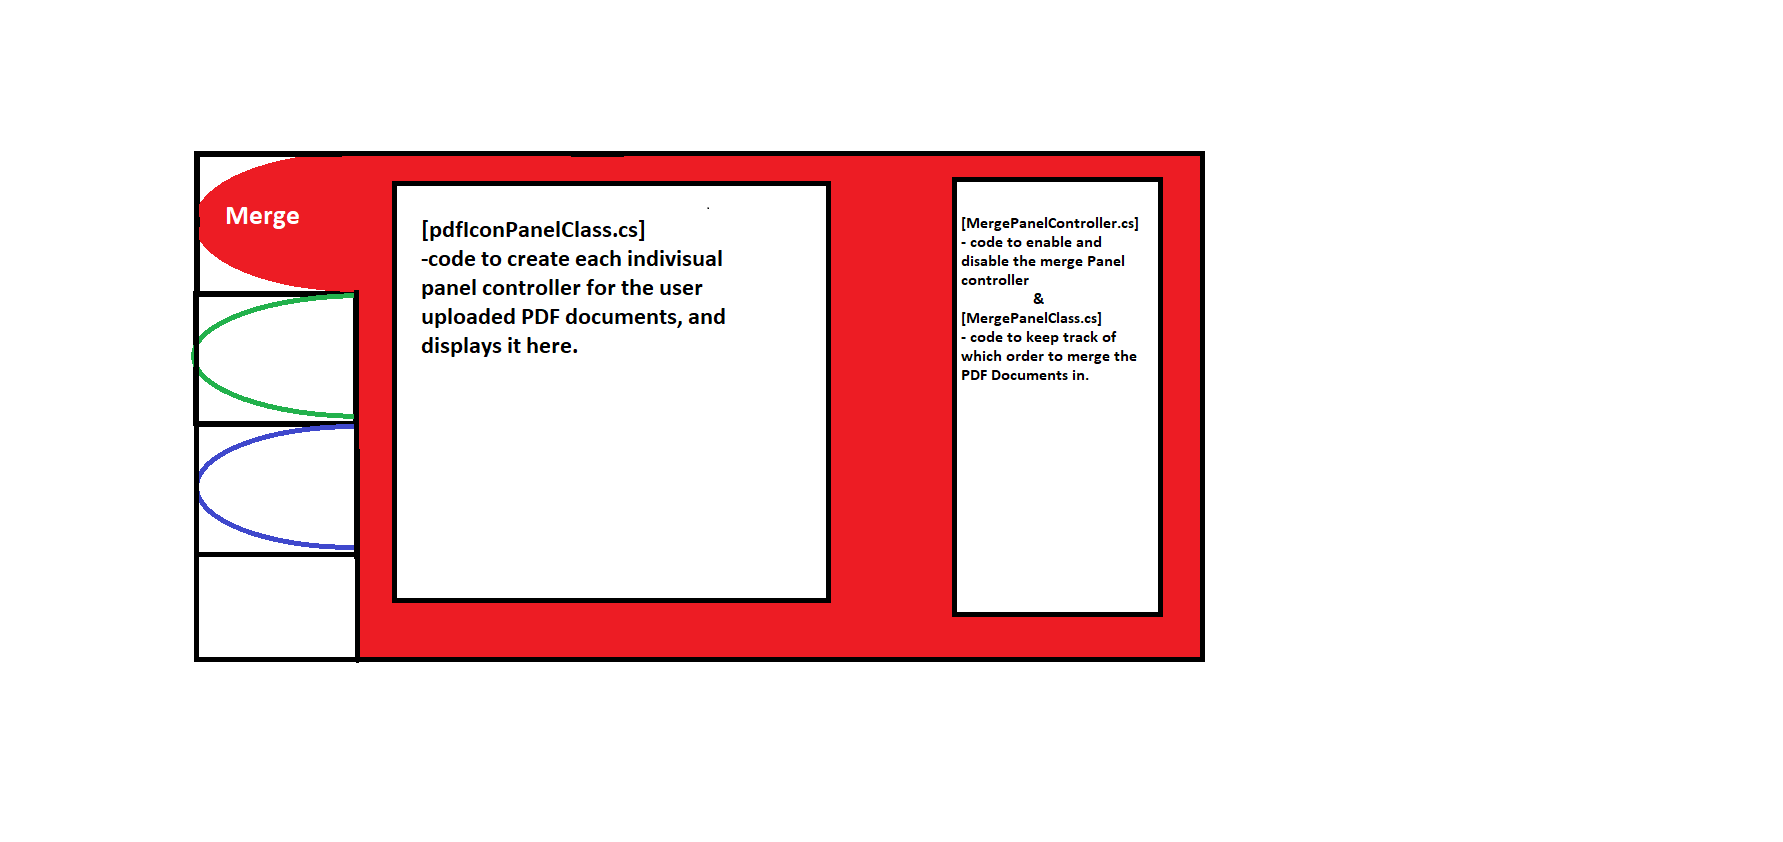 Merge
[pdfIconPanelClass.cs]
-code to create each indivisual
panel controller for the user
uploaded PDF documents, and
displays it here.
[MergePanelController.cs]
- code to enable and
disable the merge Panel
controller
&
[MergePanelClass.cs]
- code to keep track of
which order to merge the
PDF Documents in.